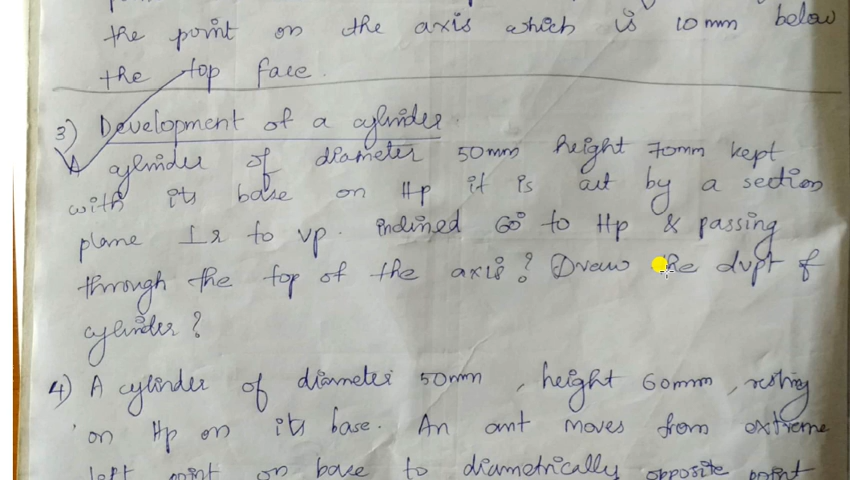 the point on the axis which is 10mm below
the top face.
3) Development of a cylinder.
A cylinder of diameter 50mm height 70mm kept
with its base on Hp it is cut by a section
plane ⊥r to vp. inclined 60° to Hp & passing
through the top of the axis? Draw the dvpt of
cylinder?
4) A cylinder of diameter 50mm, height 60mm, resting
on Hp on its base. An ant moves from extreme
left point on base to diametrically opposite point